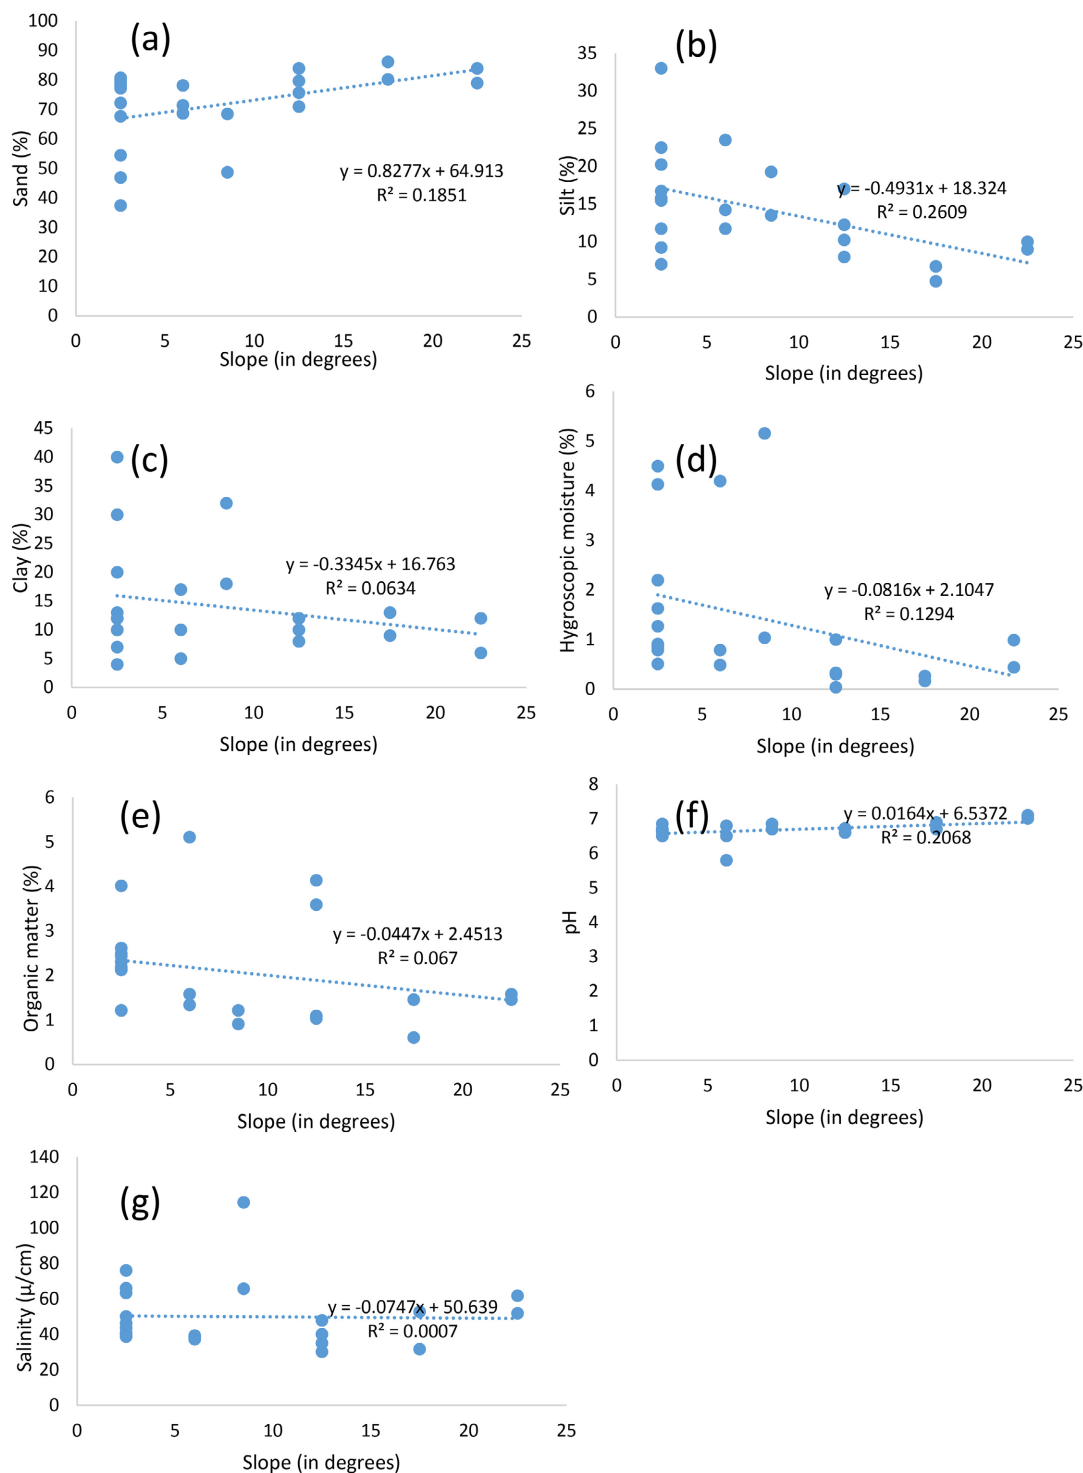 (a)
100
90
80
70
60
50
40
30
20
10
0
Sand (%)
y = 0.8277x + 64.913
R² = 0.1851
0 5 10 15 20 25
Slope (in degrees)
(b)
35
30
25
20
15
10
5
0
Silt (%)
y = -0.4931x + 18.324
R² = 0.2609
0 5 10 15 20 25
Slope (in degrees)
(c)
45
40
35
30
25
20
15
10
5
0
Clay (%)
y = -0.3345x + 16.763
R² = 0.0634
0 5 10 15 20 25
Slope (in degrees)
(d)
6
5
4
3
2
1
0
Hygroscopic moisture (%)
y = -0.0816x + 2.1047
R² = 0.1294
0 5 10 15 20 25
Slope (in degrees)
(e)
6
5
4
3
2
1
0
Organic matter (%)
y = -0.0447x + 2.4513
R² = 0.067
0 5 10 15 20 25
Slope (in degrees)
(f)
8
7
6
5
4
3
2
1
0
pH
y = 0.0164x + 6.5372
R² = 0.2068
0 5 10 15 20 25
Slope (in degrees)
(g)
140
120
100
80
60
40
20
0
Salinity (µ/cm)
y = -0.0747x + 50.639
R² = 0.0007
0 5 10 15 20 25
Slope (in degrees)